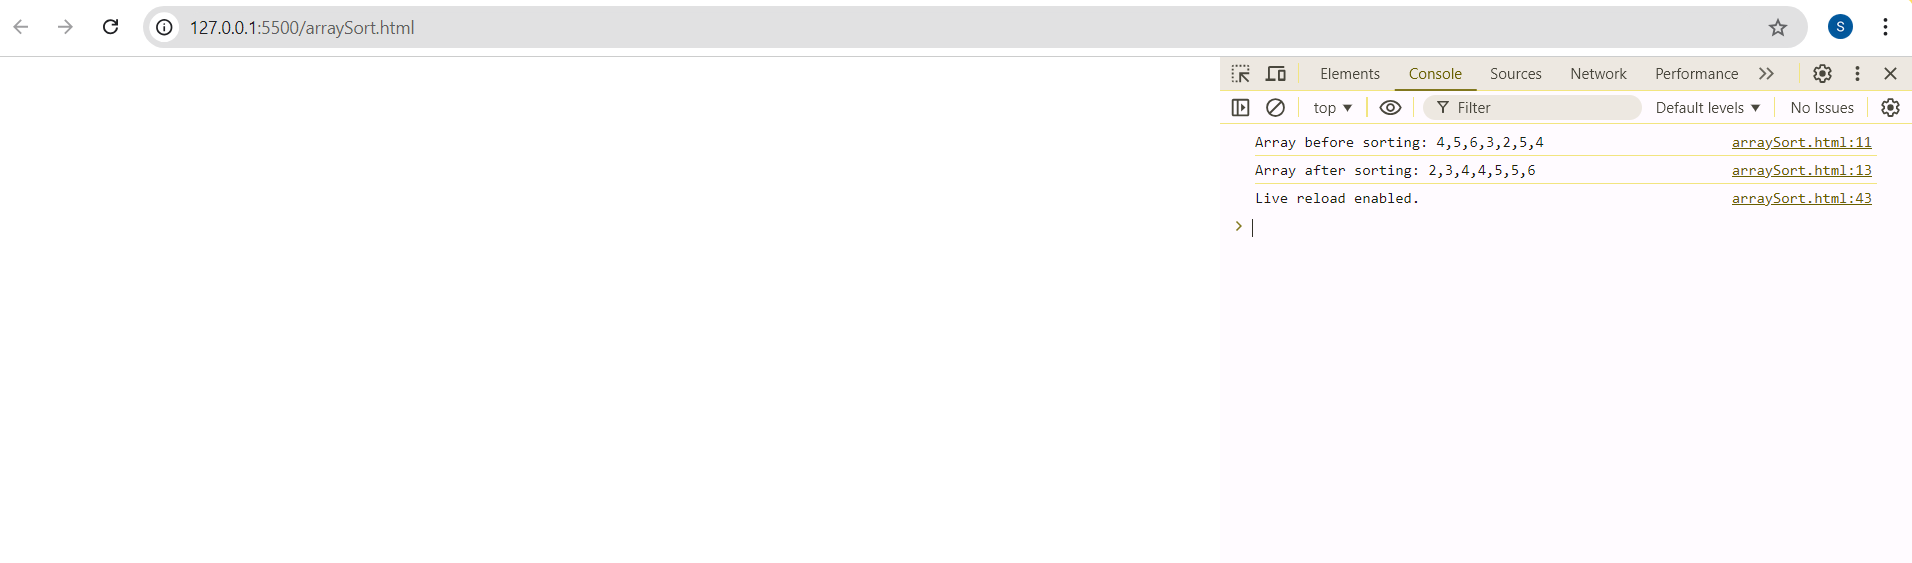 127.0.0.1:5500/arraySort.html
S
Elements Console Sources Network Performance
top Filter Default levels No Issues
Array before sorting: 4,5,6,3,2,5,4 arraySort.html:11
Array after sorting: 2,3,4,4,5,5,6 arraySort.html:13
Live reload enabled. arraySort.html:43